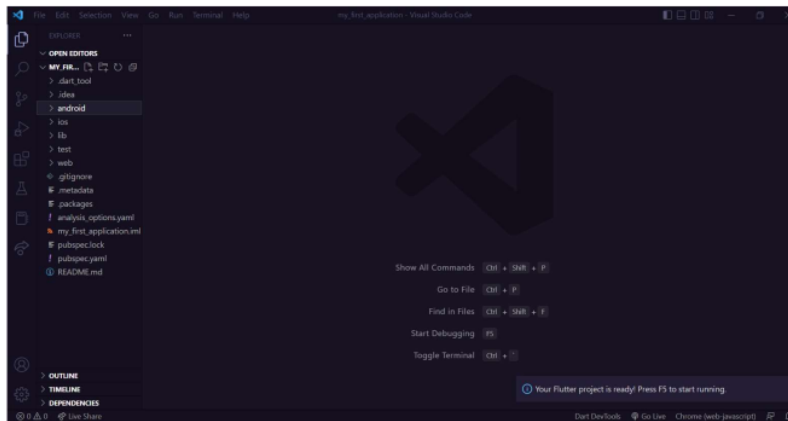 File Edit Selection View Go Run Terminal Help
my_first_application - Visual Studio Code
EXPLORER
OPEN EDITORS
MY_FIR...
.dart_tool
.idea
android
ios
lib
test
web
.gitignore
.metadata
.packages
analysis_options.yaml
my_first_application.iml
pubspec.lock
pubspec.yaml
README.md
Show All Commands Ctrl + Shift + P
Go to File Ctrl + P
Find in Files Ctrl + Shift + F
Start Debugging F5
Toggle Terminal Ctrl + `
OUTLINE
TIMELINE
DEPENDENCIES
Your Flutter project is ready! Press F5 to start running.
0 0 Live Share
Dart DevTools Go Live Chrome (web-javascript)